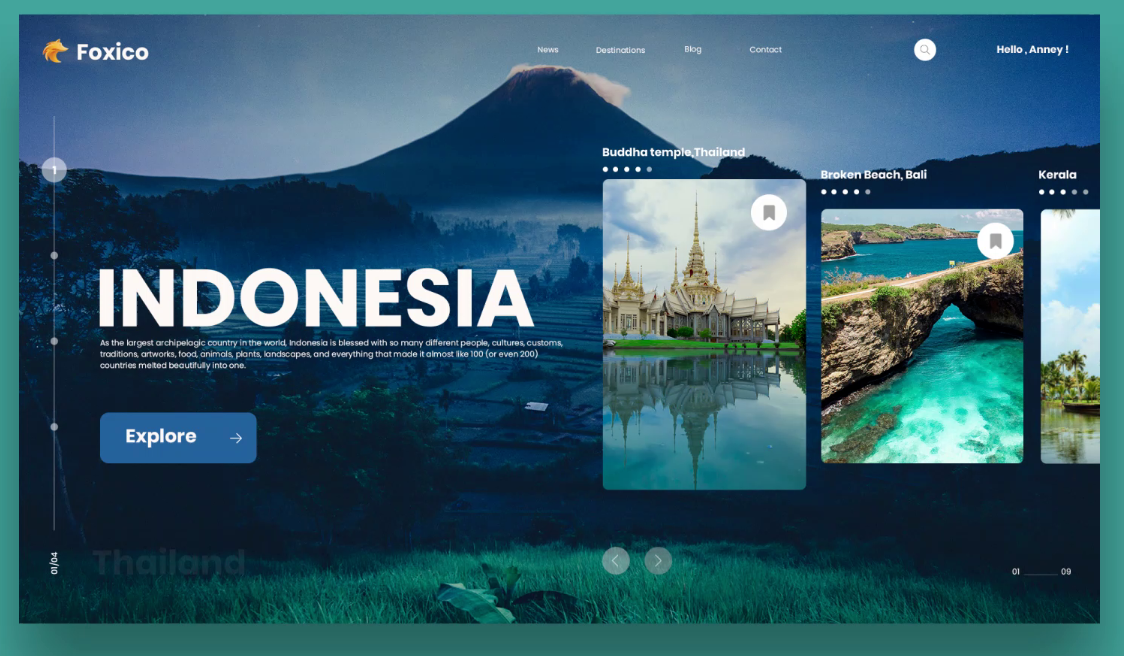 Foxico
News
Destinations
Blog
Contact
Hello , Anney !
1
Buddha temple,Thailand
Broken Beach, Bali
Kerala
INDONESIA
As the largest archipelagic country in the world, Indonesia is blessed with so many different people, cultures, customs,
traditions, artworks, food, animals, plants, landscapes, and everything that made it almost like 100 (or even 200)
countries melted beautifully into one.
Explore
01/04
Thailand
01
09